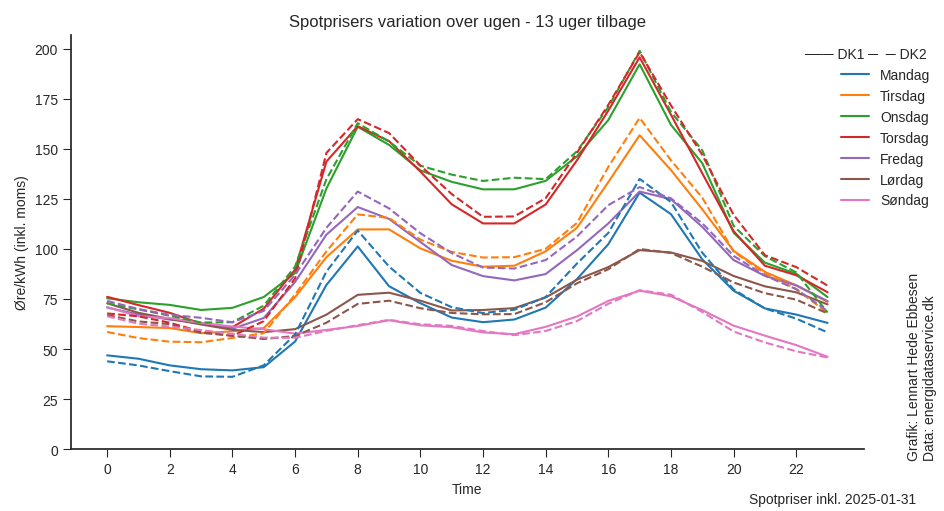 Spotprisers variation over ugen - 13 uger tilbage
Øre/kWh (inkl. moms)
200
175
150
125
100
75
50
25
0
0 2 4 6 8 10 12 14 16 18 20 22
Time
DK1 DK2
Mandag
Tirsdag
Onsdag
Torsdag
Fredag
Lørdag
Søndag
Grafik: Lennart Hede Ebbesen
Data: energidataservice.dk
Spotpriser inkl. 2025-01-31